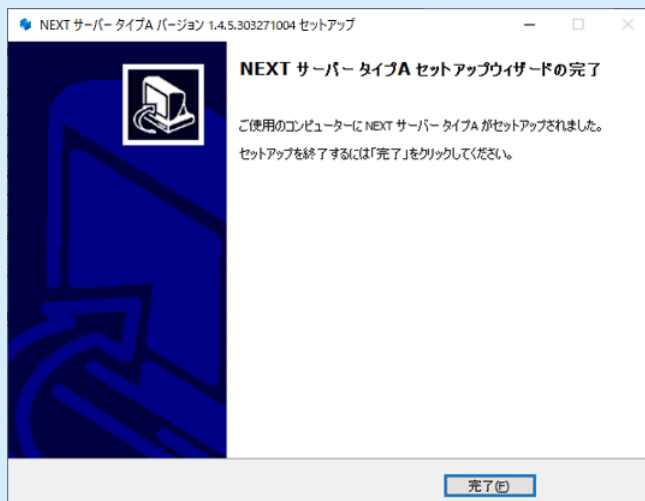 NEXT サーバー タイプA バージョン 1.4.5.303271004 セットアップ
NEXT サーバー タイプA セットアップウィザードの完了
ご使用のコンピューターに NEXT サーバー タイプA がセットアップされました。
セットアップを終了するには「完了」をクリックしてください。
完了(F)